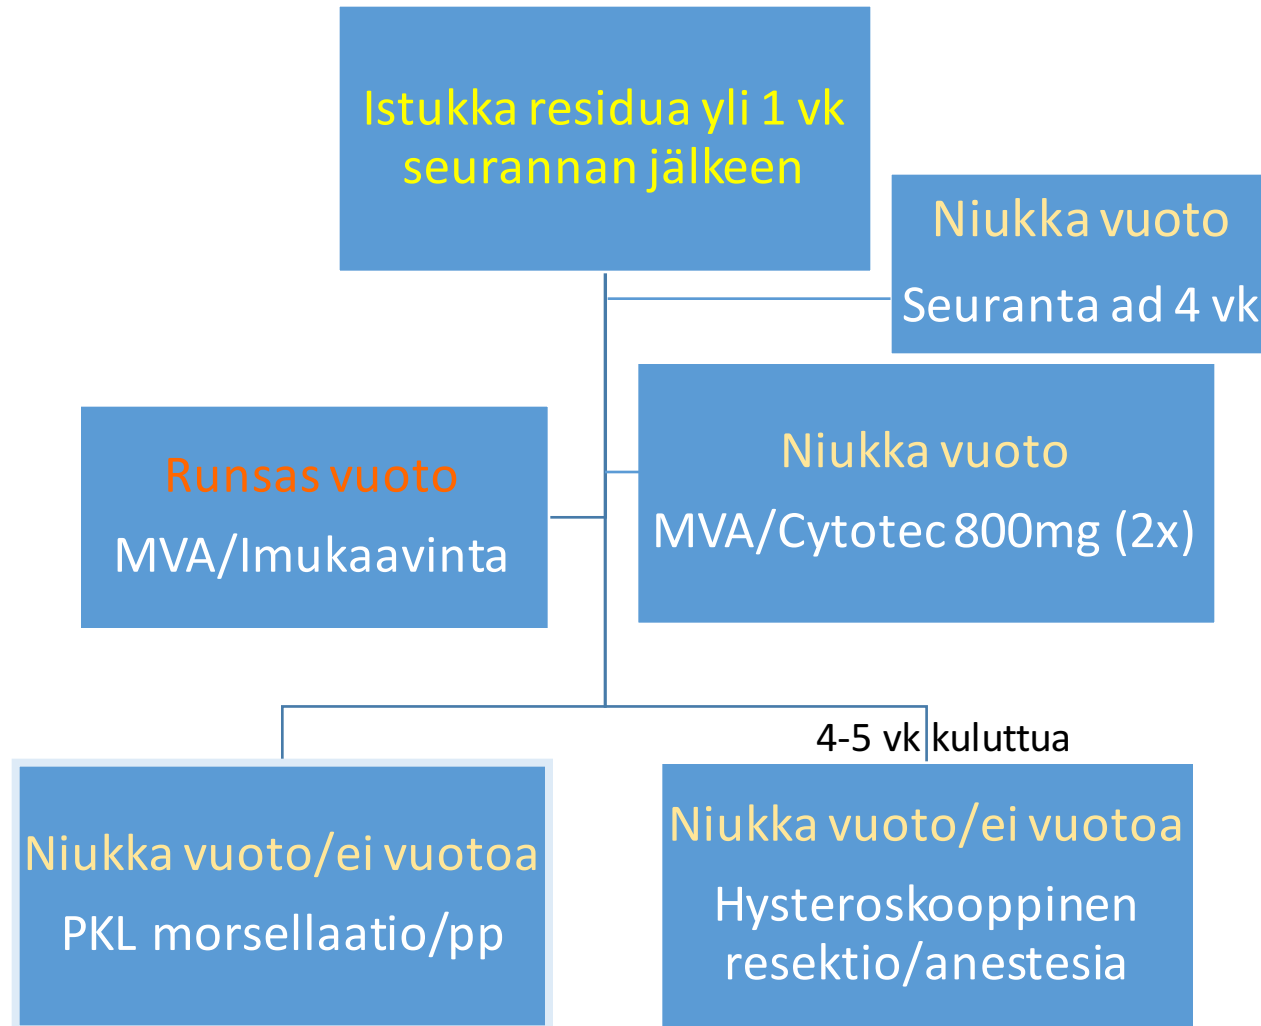 Istukka residua yli 1 vk
seurannan jälkeen
Niukka vuoto
Seuranta ad 4 vk
Niukka vuoto
MVA/Cytotec 800mg (2x)
Runsas vuoto
MVA/Imukaavinta
4-5 vk kuluttua
Niukka vuoto/ei vuotoa
PKL morsellaatio/pp
Niukka vuoto/ei vuotoa
Hysteroskooppinen
resektio/anestesia